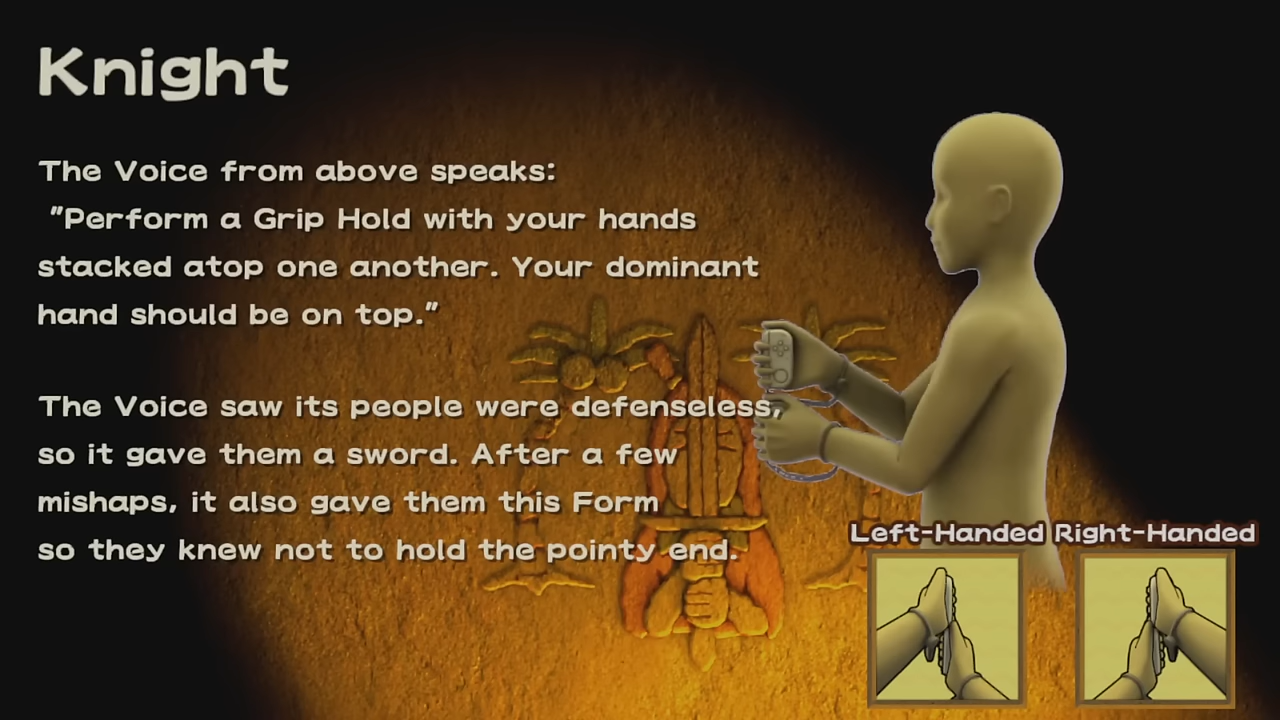 Knight
The Voice from above speaks:
"Perform a Grip Hold with your hands
stacked atop one another. Your dominant
hand should be on top."
The Voice saw its people were defenseless,
so it gave them a sword. After a few
mishaps, it also gave them this Form
so they knew not to hold the pointy end.
Left-Handed Right-Handed